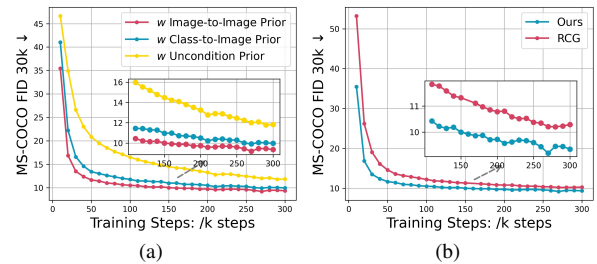 MS-COCO FID 30k ↓
45
40
35
30
25
20
15
10
w Image-to-Image Prior
w Class-to-Image Prior
w Uncondition Prior
16
14
12
10
150 200 250 300
0 50 100 150 200 250 300
Training Steps: /k steps
(a)
MS-COCO FID 30k ↓
50
40
30
20
10
Ours
RCG
11
10
150 200 250 300
0 50 100 150 200 250 300
Training Steps: /k steps
(b)